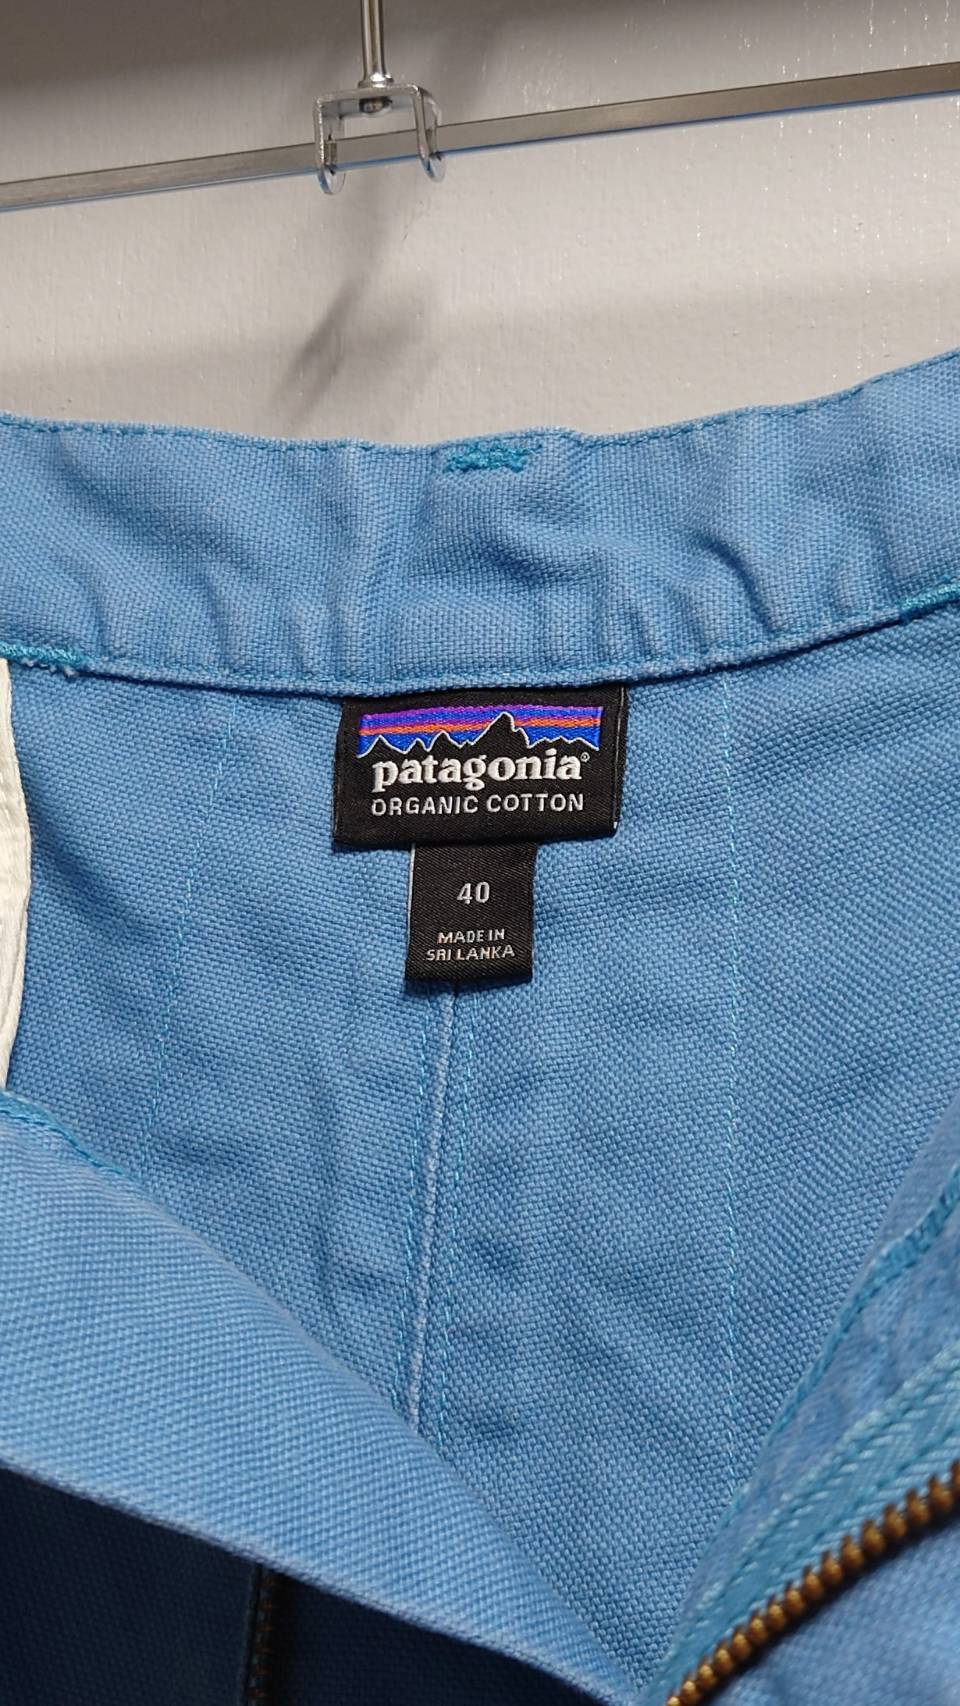 patagonia®
ORGANIC COTTON
40
MADE IN
SRI LANKA